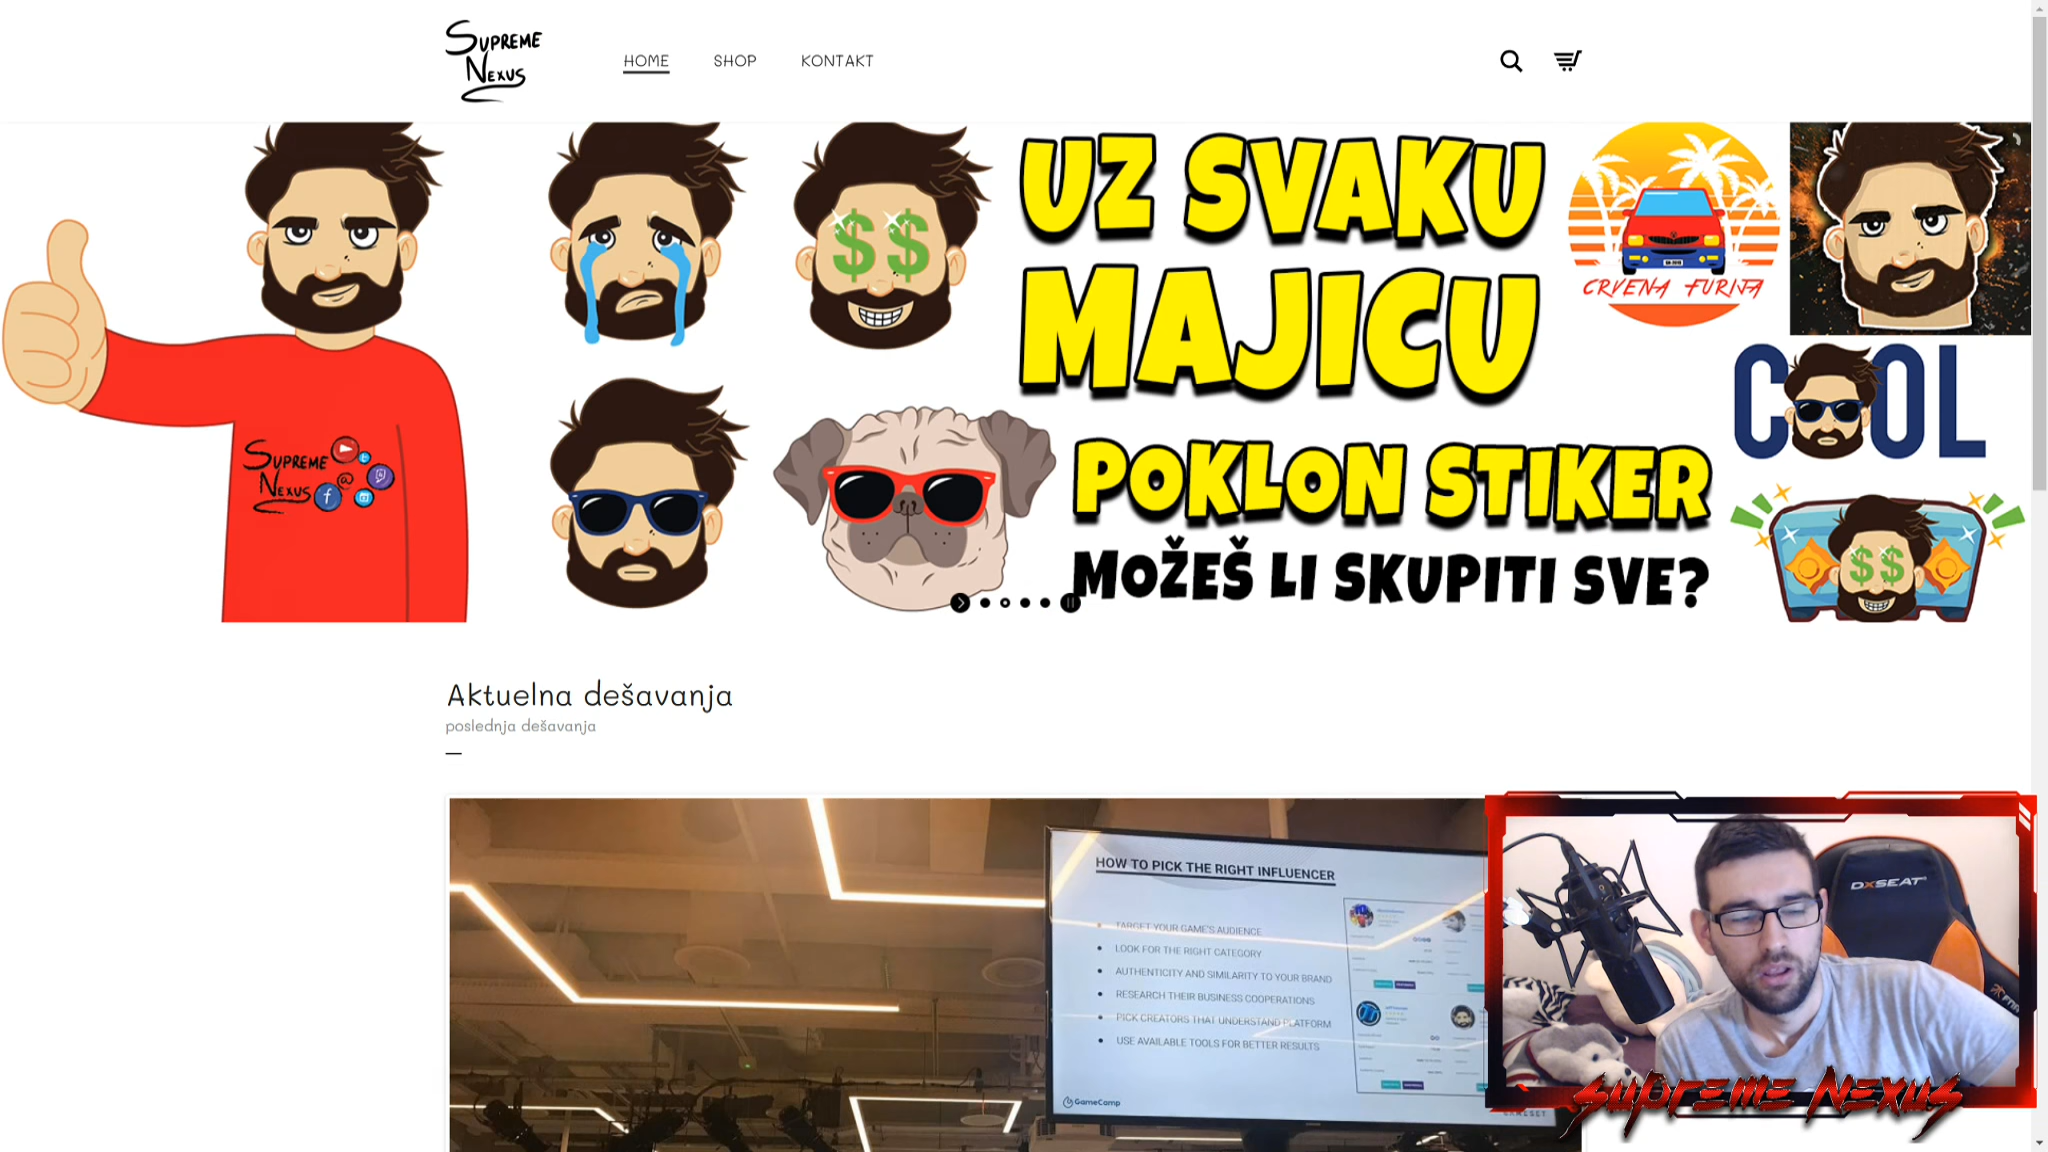 SUPREME
NEXUS
HOME
SHOP
KONTAKT
UZ SVAKU
MAJICU
POKLON STIKER
MOŽEŠ LI SKUPITI SVE?
CRVENA FURIJA
COOL
SUPREME
NEXUS
Aktuelna dešavanja
poslednja dešavanja
HOW TO PICK THE RIGHT INFLUENCER
TARGET YOUR GAME'S AUDIENCE
LOOK FOR THE RIGHT CATEGORY
AUTHENTICITY AND SIMILARITY TO YOUR BRAND
RESEARCH THEIR BUSINESS COOPERATIONS
PICK CREATORS THAT UNDERSTAND PLATFORM
USE AVAILABLE TOOLS FOR BETTER RESULTS
GameCamp
DXSEAT
Supreme Nexus